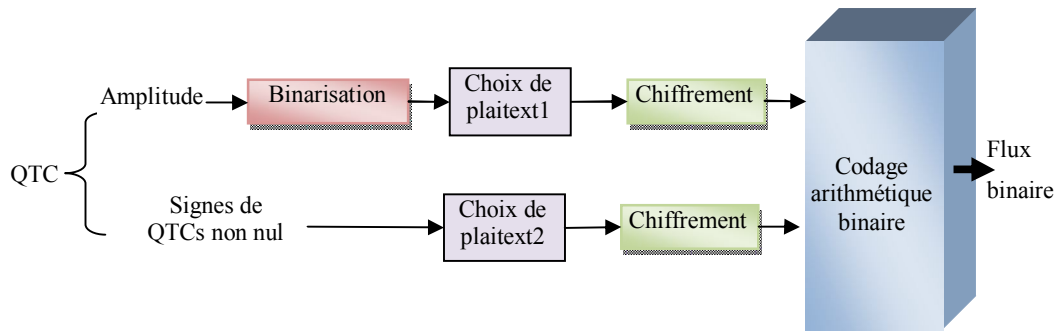 QTC
Amplitude
Binarisation
Choix de
plaitext1
Chiffrement
Signes de
QTCs non nul
Choix de
plaitext2
Chiffrement
Codage
arithmétique
binaire
Flux
binaire